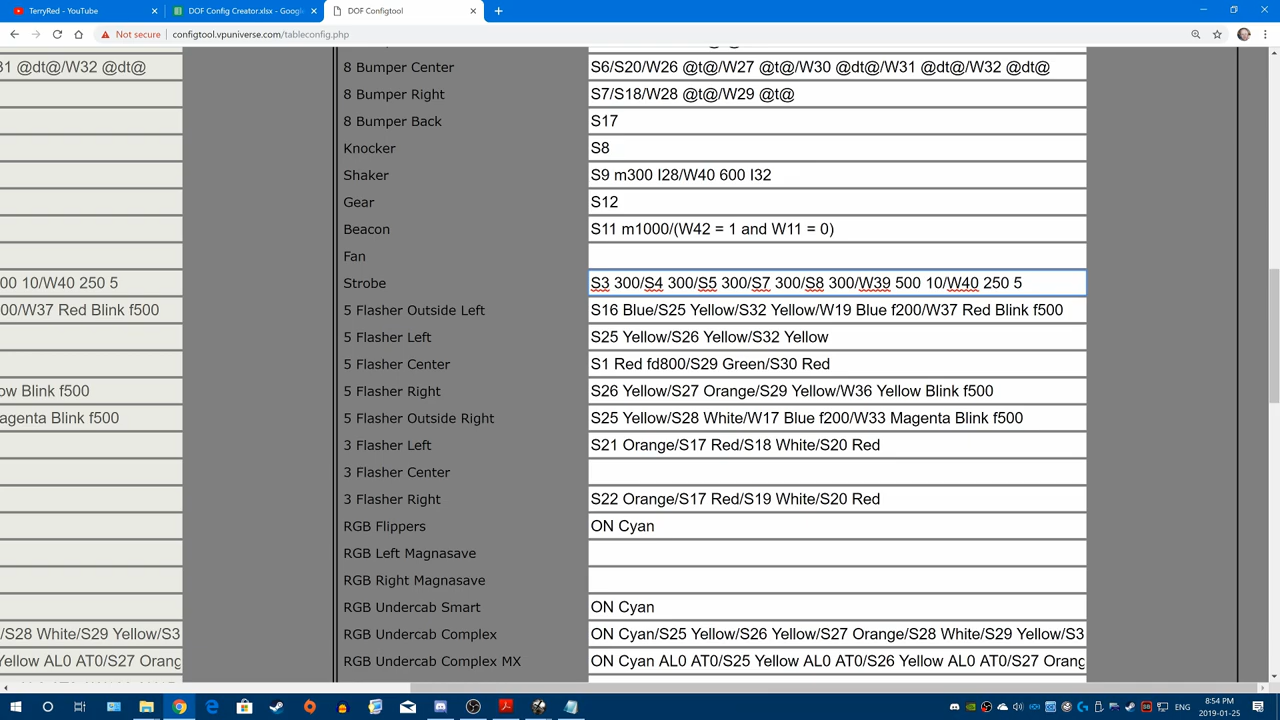 TerryRed - YouTube
DOF Config Creator.xlsx - Google
DOF Configtool
Not secure
configtool.vpuniverse.com/tableconfig.php
31 @dt@/W32 @dt@
8 Bumper Center S6/S20/W26 @t@/W27 @t@/W30 @dt@/W31 @dt@/W32 @dt@
8 Bumper Right S7/S18/W28 @t@/W29 @t@
8 Bumper Back S17
Knocker S8
Shaker S9 m300 I28/W40 600 I32
Gear S12
Beacon S11 m1000/(W42 = 1 and W11 = 0)
Fan
00 10/W40 250 5 Strobe S3 300/S4 300/S5 300/S7 300/S8 300/W39 500 10/W40 250 5
00/W37 Red Blink f500 5 Flasher Outside Left S16 Blue/S25 Yellow/S32 Yellow/W19 Blue f200/W37 Red Blink f500
5 Flasher Left S25 Yellow/S26 Yellow/S32 Yellow
5 Flasher Center S1 Red fd800/S29 Green/S30 Red
ow Blink f500 5 Flasher Right S26 Yellow/S27 Orange/S29 Yellow/W36 Yellow Blink f500
agenta Blink f500 5 Flasher Outside Right S25 Yellow/S28 White/W17 Blue f200/W33 Magenta Blink f500
3 Flasher Left S21 Orange/S17 Red/S18 White/S20 Red
3 Flasher Center
3 Flasher Right S22 Orange/S17 Red/S19 White/S20 Red
RGB Flippers ON Cyan
RGB Left Magnasave
RGB Right Magnasave
RGB Undercab Smart ON Cyan
/S28 White/S29 Yellow/S3 RGB Undercab Complex ON Cyan/S25 Yellow/S26 Yellow/S27 Orange/S28 White/S29 Yellow/S3
Yellow AL0 AT0/S27 Orang RGB Undercab Complex MX ON Cyan AL0 AT0/S25 Yellow AL0 AT0/S26 Yellow AL0 AT0/S27 Orang
ENG
8:54 PM
2019-01-25